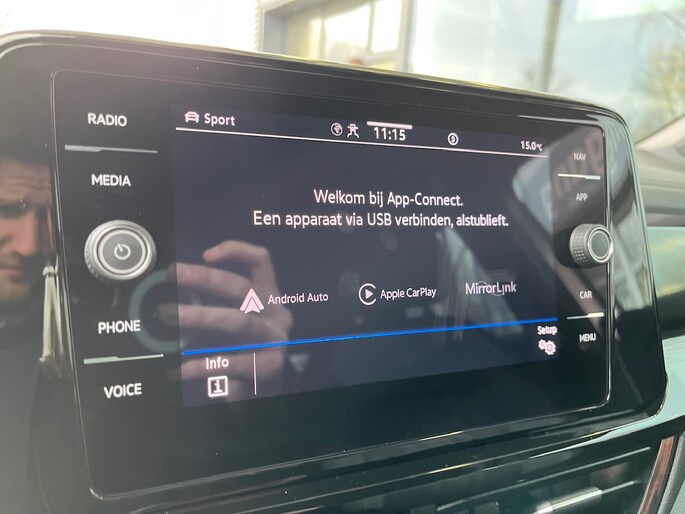 RADIO
MEDIA
PHONE
VOICE
Sport
11:15
S
15.0°C
Welkom bij App-Connect.
Een apparaat via USB verbinden, alstublieft.
Android Auto
Apple CarPlay
MirrorLink
Info
Setup
NAV
APP
CAR
MENU